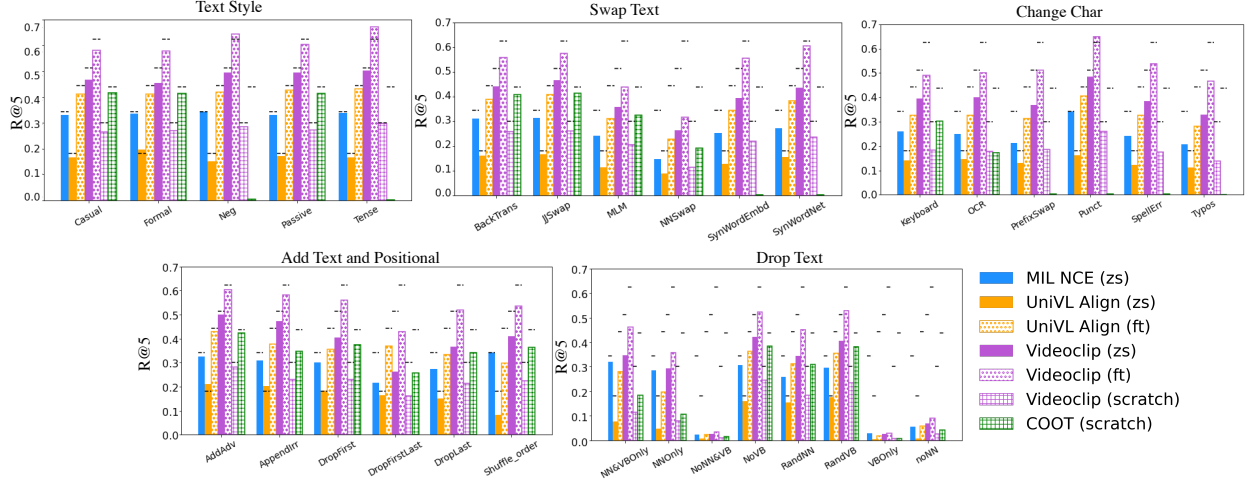 Text Style
R@5
0.7
0.6
0.5
0.4
0.3
0.2
0.1
0.0
Casual
Formal
Neg
Passive
Tense
Swap Text
R@5
0.7
0.6
0.5
0.4
0.3
0.2
0.1
0.0
BackTrans
JJSwap
MLM
NNSwap
SynWordEmbd
SynWordNet
Change Char
R@5
0.7
0.6
0.5
0.4
0.3
0.2
0.1
0.0
Keyboard
OCR
PrefixSwap
Punct
SpellErr
Typos
Add Text and Positional
R@5
0.7
0.6
0.5
0.4
0.3
0.2
0.1
0.0
AddAdv
AppendIrr
DropFirst
DropFirstLast
DropLast
Shuffle_order
Drop Text
R@5
0.7
0.6
0.5
0.4
0.3
0.2
0.1
0.0
NN&VBOnly
NNOnly
NoNN&VB
NoVB
RandNN
RandVB
VBOnly
noNN
MIL NCE (zs)
UniVL Align (zs)
UniVL Align (ft)
Videoclip (zs)
Videoclip (ft)
Videoclip (scratch)
COOT (scratch)